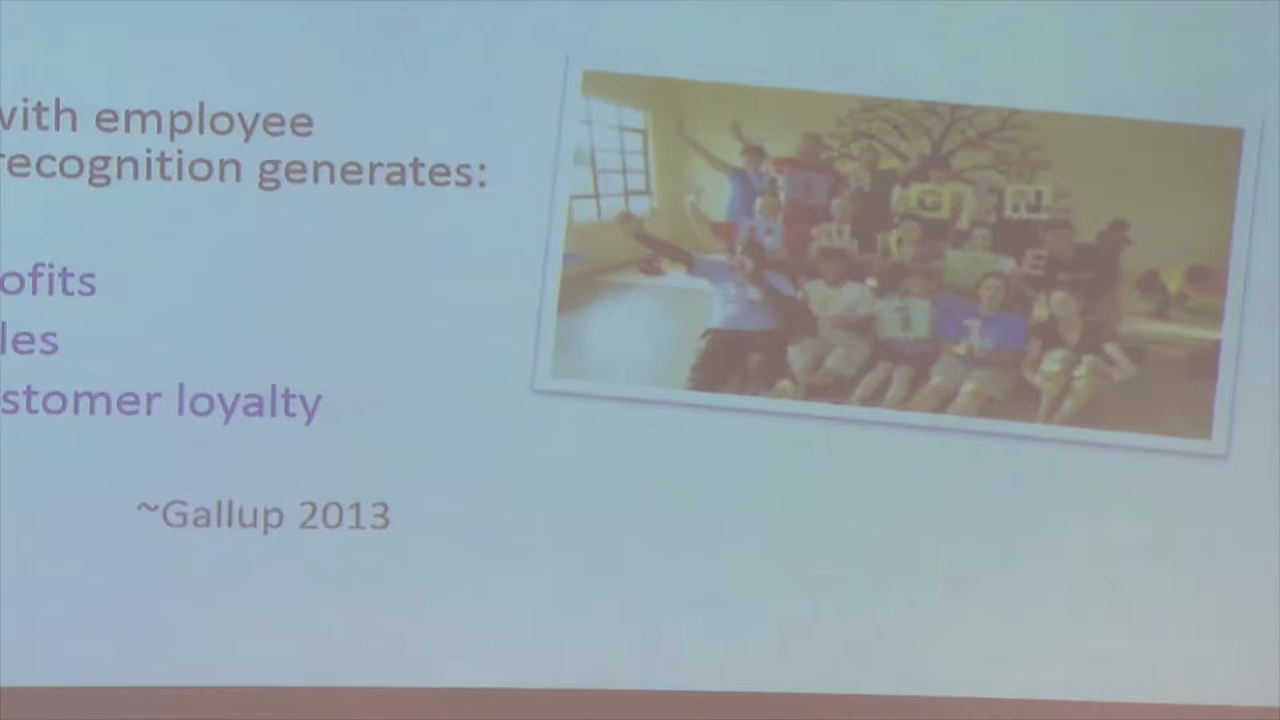 with employee
recognition generates:
ofits
les
stomer loyalty
~Gallup 2013